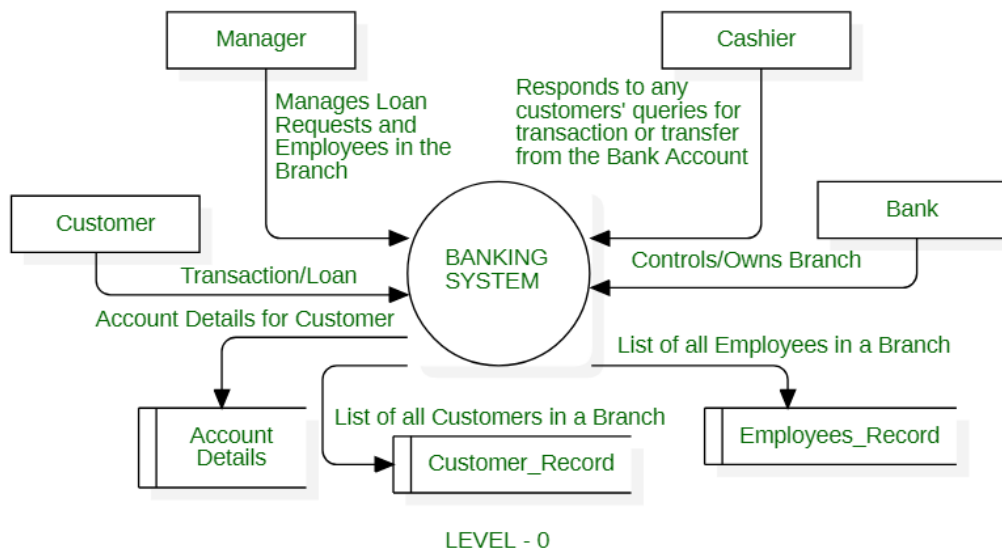 Manager
Cashier
Manages Loan
Requests and
Employees in the
Branch
Responds to any
customers' queries for
transaction or transfer
from the Bank Account
Customer
Bank
BANKING
SYSTEM
Transaction/Loan
Controls/Owns Branch
Account Details for Customer
List of all Employees in a Branch
List of all Customers in a Branch
Account
Details
Customer_Record
Employees_Record
LEVEL - 0